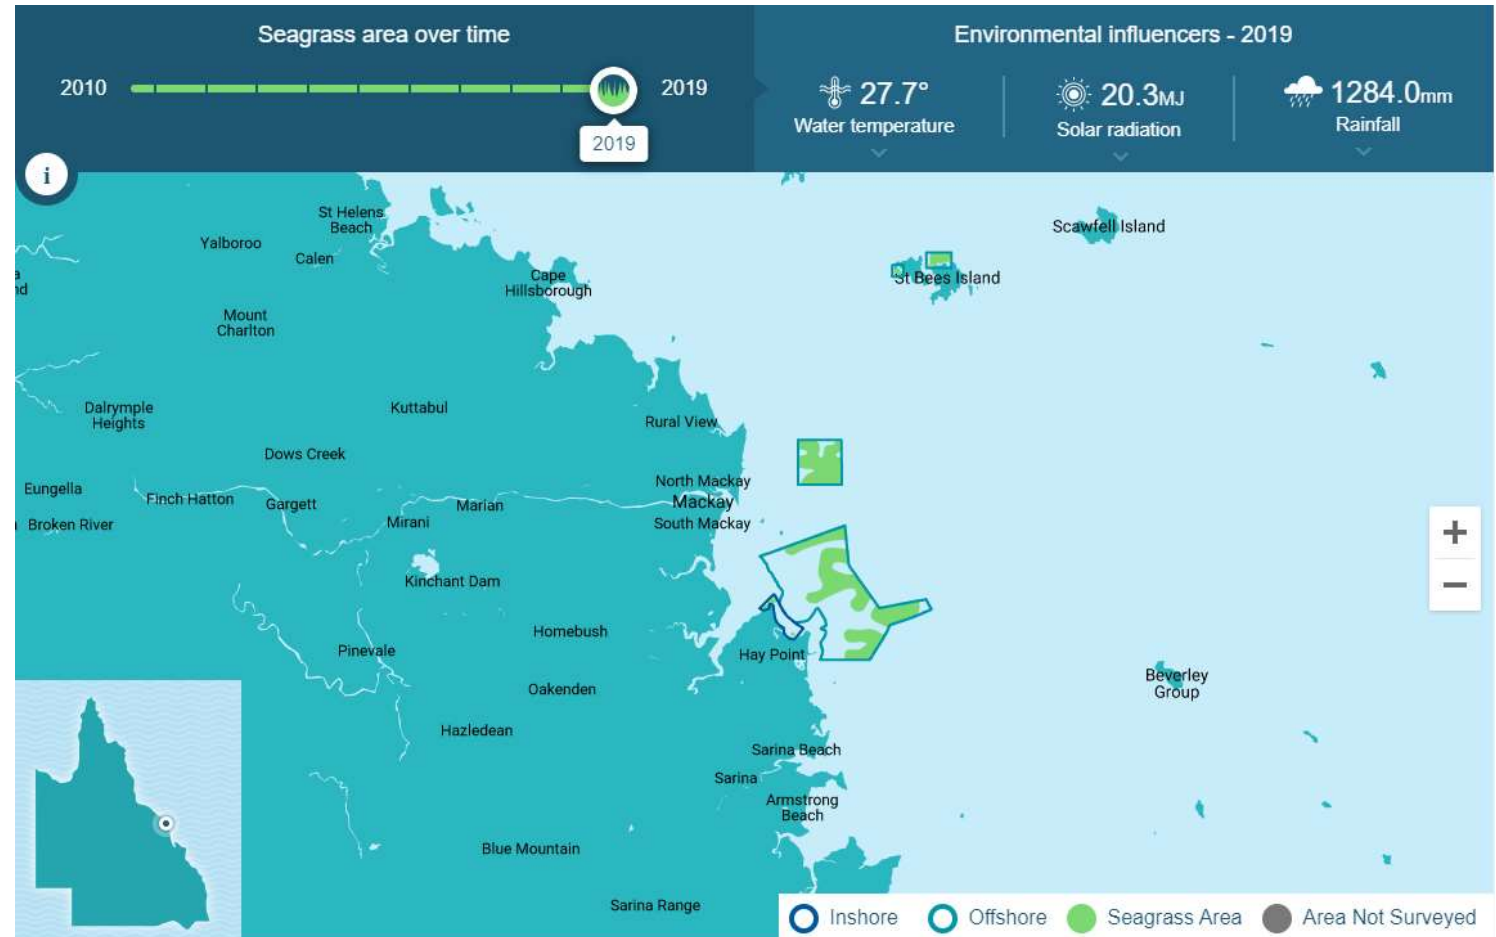 Seagrass area over time
2010
2019
2019
Environmental influencers - 2019
27.7°
Water temperature
20.3MJ
Solar radiation
1284.0mm
Rainfall
i
St Helens
Beach
Yalboroo
Calen
Cape
Hillsborough
Scawfell Island
St Bees Island
a
nd
Mount
Charlton
Dalrymple
Heights
Kuttabul
Rural View
Dows Creek
Eungella
Finch Hatton
Gargett
Marian
North Mackay
Mackay
South Mackay
Broken River
Mirani
Kinchant Dam
Homebush
Pinevale
Hay Point
Oakenden
Beverley
Group
Hazledean
Sarina Beach
Sarina
Armstrong
Beach
Blue Mountain
Sarina Range
+
−
Inshore
Offshore
Seagrass Area
Area Not Surveyed